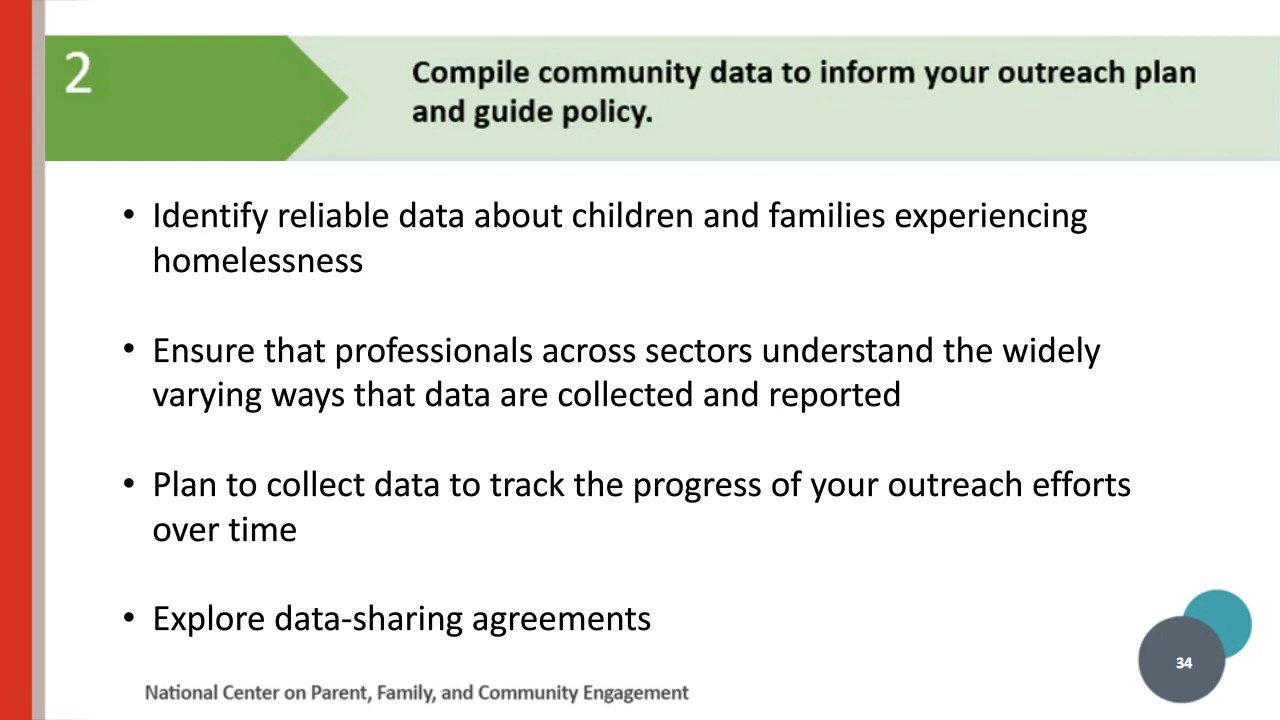 2
Compile community data to inform your outreach plan
and guide policy.
• Identify reliable data about children and families experiencing
homelessness
• Ensure that professionals across sectors understand the widely
varying ways that data are collected and reported
• Plan to collect data to track the progress of your outreach efforts
over time
• Explore data-sharing agreements
34
National Center on Parent, Family, and Community Engagement